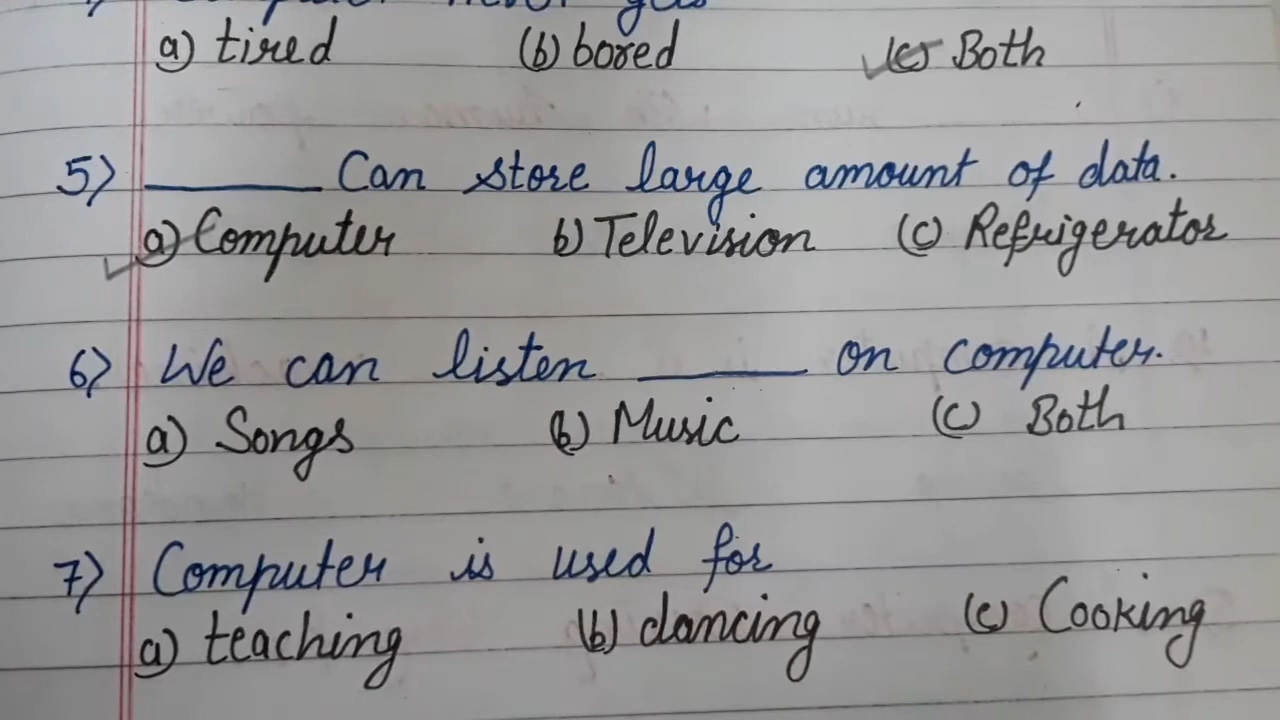 a) tired (b) bored (c) Both
5) ______ Can store large amount of data.
a) Computer b) Television (c) Refrigerator
6) We can listen ______ on computer.
a) Songs (b) Music (c) Both
7) Computer is used for
a) teaching (b) dancing (c) Cooking